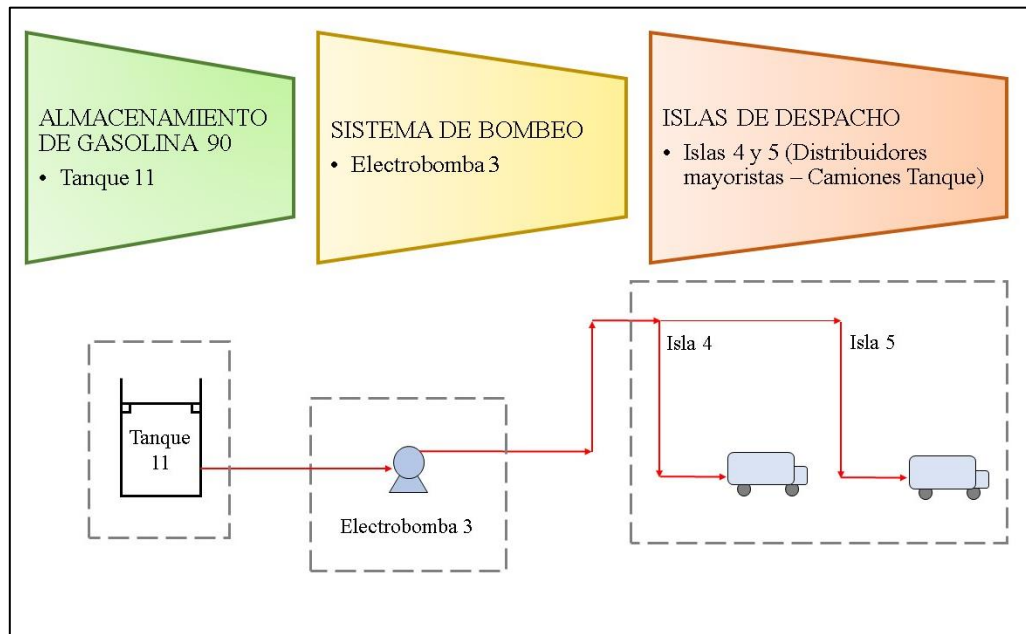 ALMACENAMIENTO
DE GASOLINA 90
• Tanque 11
SISTEMA DE BOMBEO
• Electrobomba 3
ISLAS DE DESPACHO
• Islas 4 y 5 (Distribuidores
mayoristas – Camiones Tanque)
Tanque
11
Electrobomba 3
Isla 4
Isla 5